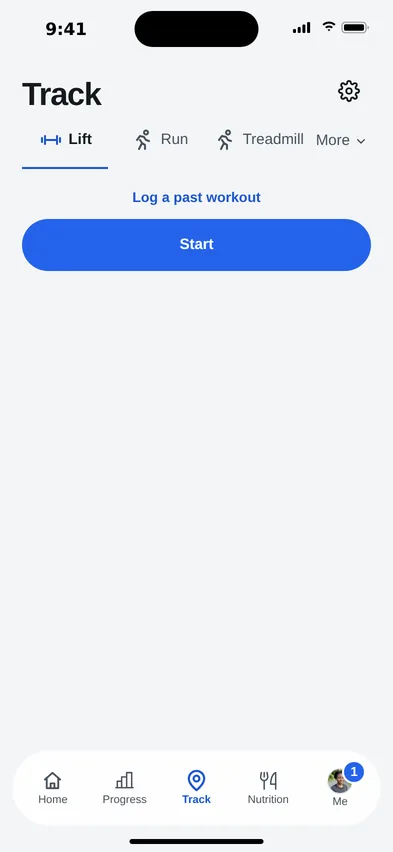 9:41
Track
Lift Run Treadmill More
Log a past workout
Start
1
Home Progress Track Nutrition Me